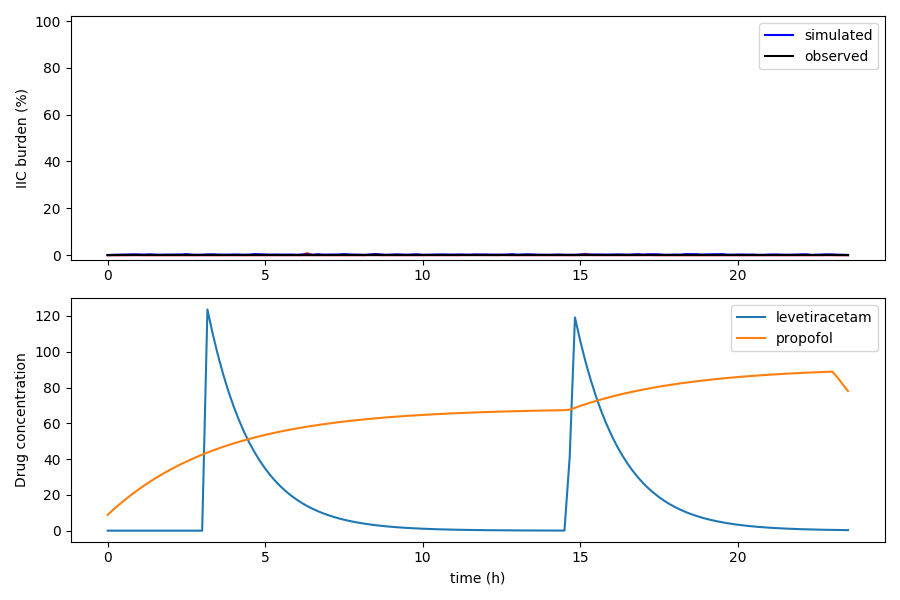 100
80
60
40
20
0
IIC burden (%)
simulated
observed
0 5 10 15 20
120
100
80
60
40
20
0
Drug concentration
levetiracetam
propofol
0 5 10 15 20
time (h)